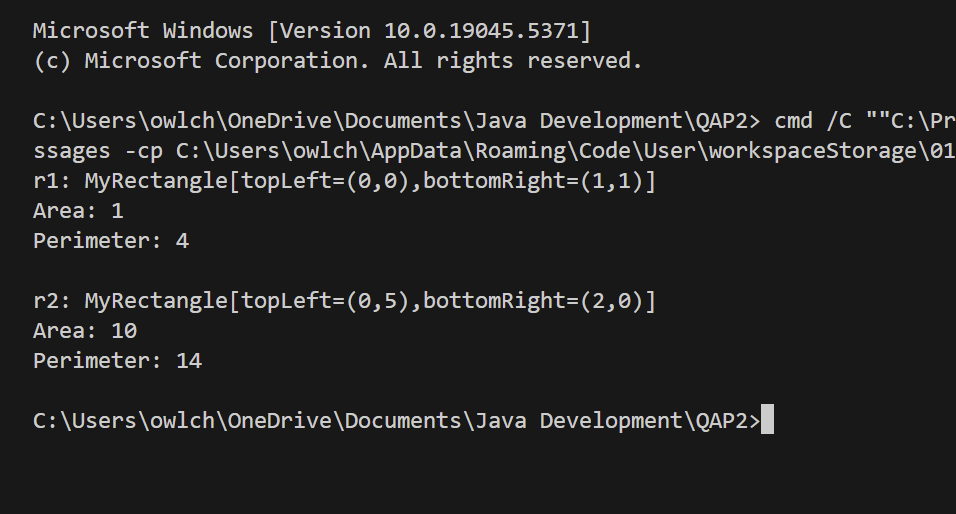 Microsoft Windows [Version 10.0.19045.5371]
(c) Microsoft Corporation. All rights reserved.
C:\Users\owlch\OneDrive\Documents\Java Development\QAP2> cmd /C ""C:\Pr
ssages -cp C:\Users\owlch\AppData\Roaming\Code\User\workspaceStorage\01
r1: MyRectangle[topLeft=(0,0),bottomRight=(1,1)]
Area: 1
Perimeter: 4
r2: MyRectangle[topLeft=(0,5),bottomRight=(2,0)]
Area: 10
Perimeter: 14
C:\Users\owlch\OneDrive\Documents\Java Development\QAP2>